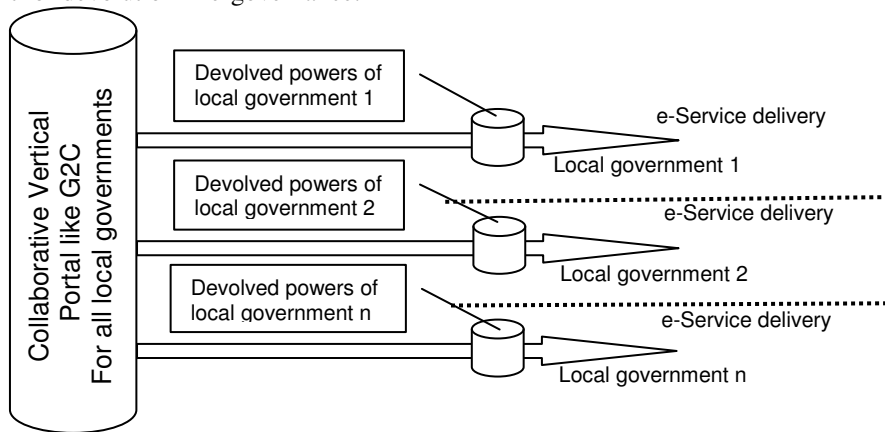 Collaborative Vertical
Portal like G2C
For all local governments
Devolved powers of
local government 1
e-Service delivery
Local government 1
Devolved powers of
local government 2
e-Service delivery
Local government 2
Devolved powers of
local government n
e-Service delivery
Local government n